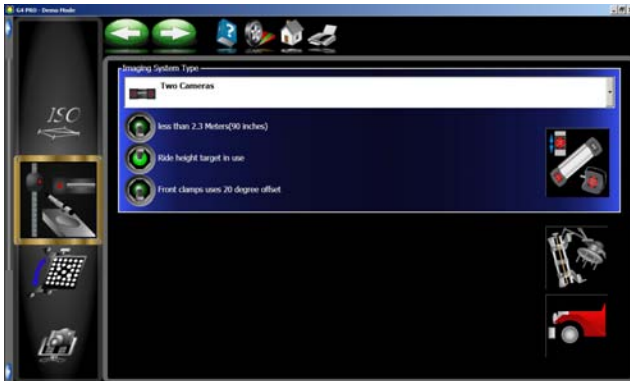 G4 PRO - Demo Mode
Imaging System Type
Two Cameras
less than 2.3 Meters(90 inches)
Ride height target in use
Front clamps uses 20 degree offset
ISO